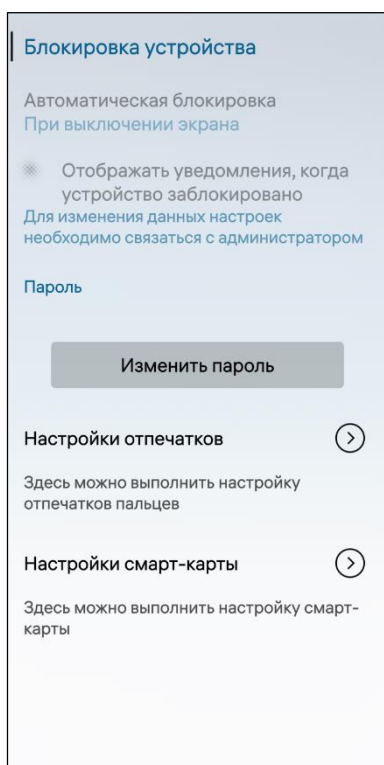 Блокировка устройства
Автоматическая блокировка
При выключении экрана
Отображать уведомления, когда
устройство заблокировано
Для изменения данных настроек
необходимо связаться с администратором
Пароль
Изменить пароль
Настройки отпечатков
Здесь можно выполнить настройку
отпечатков пальцев
Настройки смарт-карты
Здесь можно выполнить настройку смарт-
карты